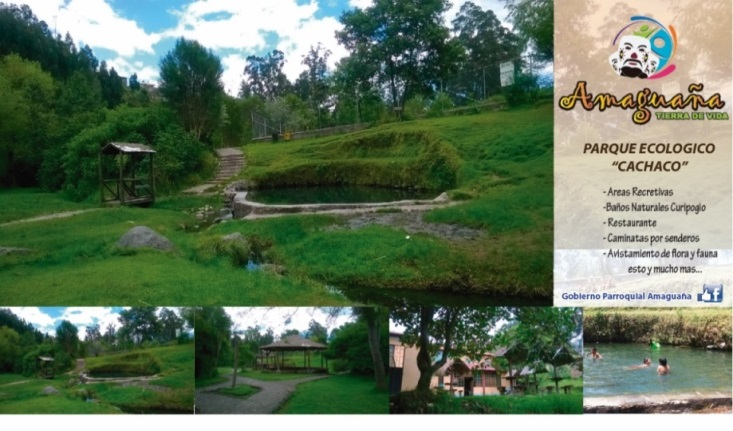 Amaguaña
TIERRA DE VIDA
PARQUE ECOLOGICO
"CACHACO"
- Areas Recretivas
-Baños Naturales Curipogio
- Restaurante
- Caminatas por senderos
- Avistamiento de flora y fauna
esto y mucho mas...
Gobierno Parroquial Amaguaña